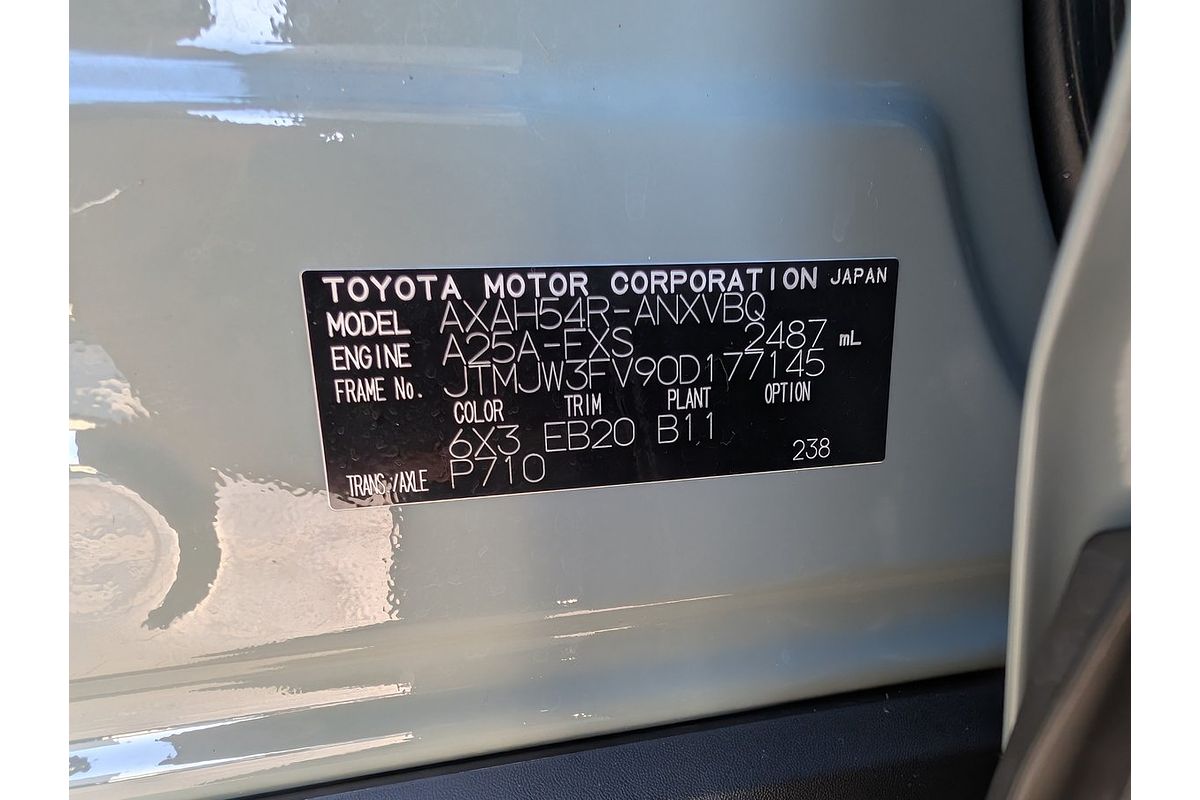 TOYOTA MOTOR CORPORATION JAPAN
MODEL AXAH54R-ANXVBQ
ENGINE A25A-FXS 2487 mL
FRAME No. JTMJW3FV90D177145
COLOR TRIM PLANT OPTION
6X3 EB20 B11
TRANS./AXLE P710 238